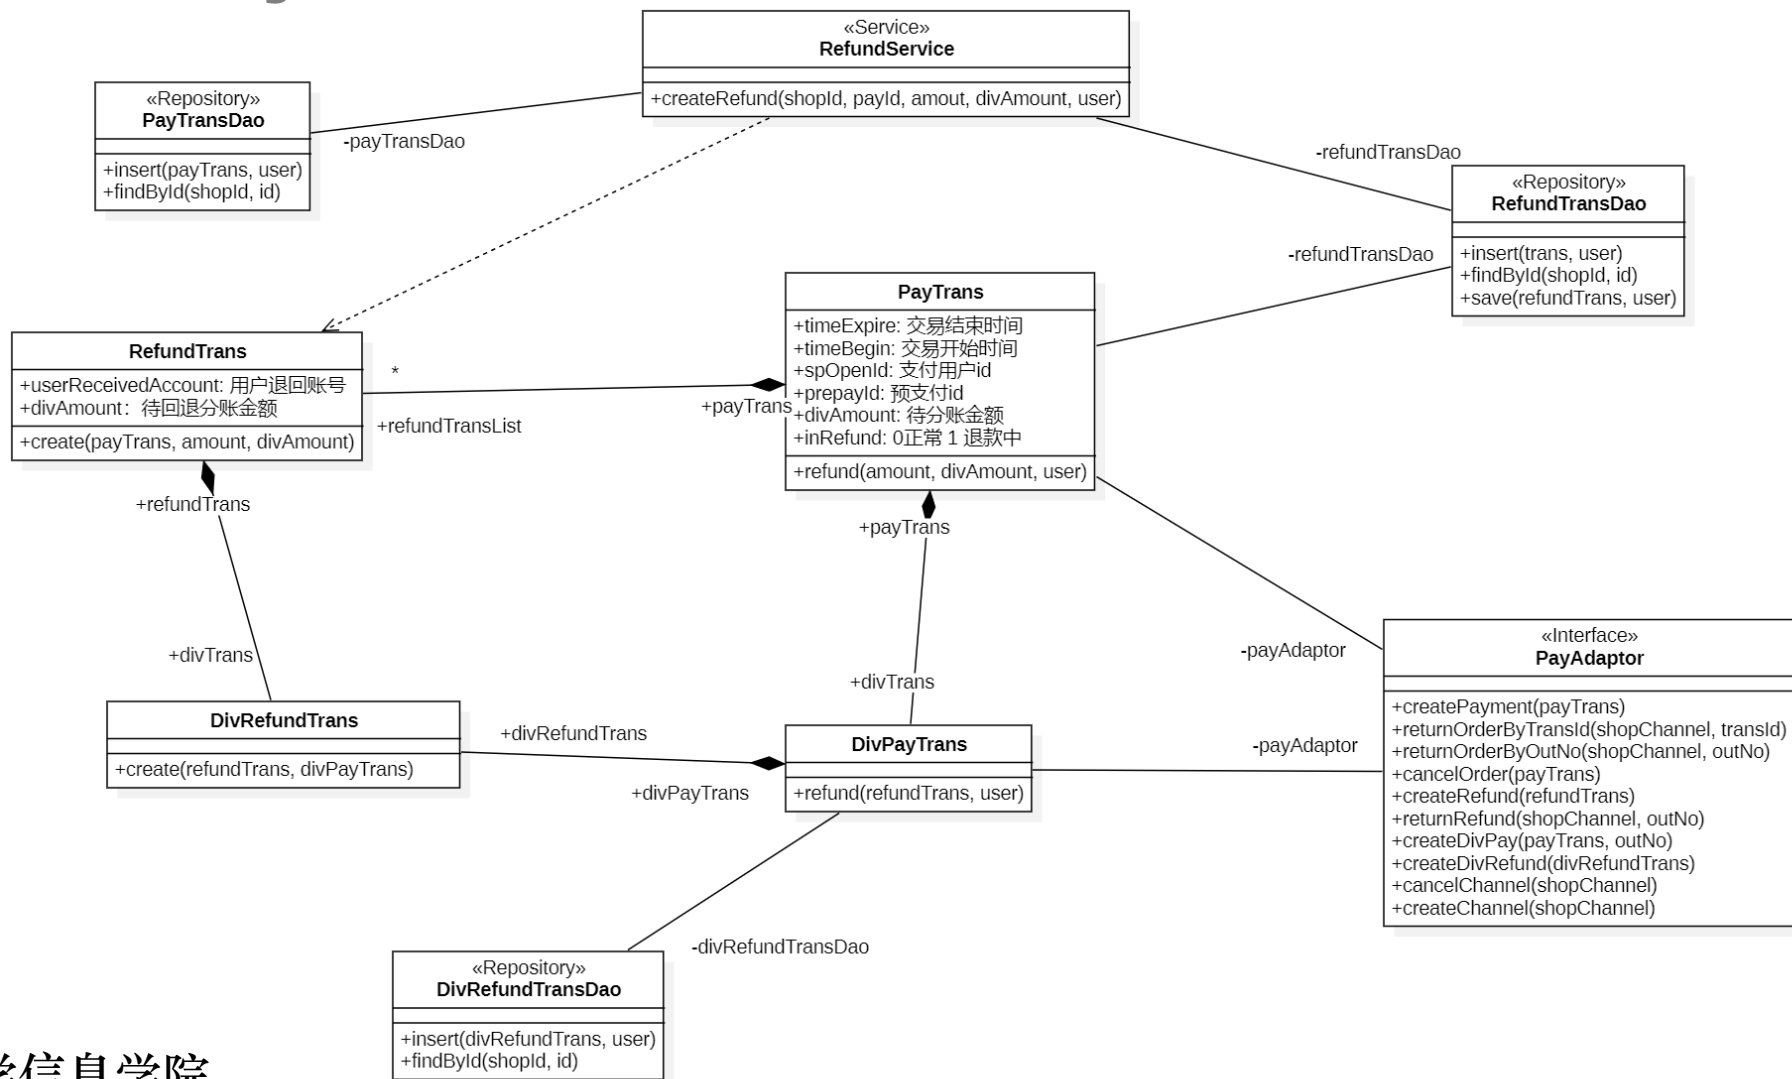 «Service»
RefundService
+createRefund(shopId, payId, amout, divAmount, user)
«Repository»
PayTransDao
+insert(payTrans, user)
+findById(shopId, id)
-payTransDao
-refundTransDao
«Repository»
RefundTransDao
+insert(trans, user)
+findById(shopId, id)
+save(refundTrans, user)
-refundTransDao
PayTrans
+timeExpire: 交易结束时间
+timeBegin: 交易开始时间
+spOpenId: 支付用户id
+prepayId: 预支付id
+divAmount: 待分账金额
+inRefund: 0正常 1 退款中
+refund(amount, divAmount, user)
RefundTrans
+userReceivedAccount: 用户退回账号
+divAmount：待回退分账金额
+create(payTrans, amount, divAmount)
*
+refundTransList
+payTrans
+refundTrans
+payTrans
+divTrans
+divTrans
-payAdaptor
«Interface»
PayAdaptor
+createPayment(payTrans)
+returnOrderByTransId(shopChannel, transId)
+returnOrderByOutNo(shopChannel, outNo)
+cancelOrder(payTrans)
+createRefund(refundTrans)
+returnRefund(shopChannel, outNo)
+createDivPay(payTrans, outNo)
+createDivRefund(divRefundTrans)
+cancelChannel(shopChannel)
+createChannel(shopChannel)
DivRefundTrans
+create(refundTrans, divPayTrans)
+divRefundTrans
+divPayTrans
DivPayTrans
+refund(refundTrans, user)
-payAdaptor
-divRefundTransDao
«Repository»
DivRefundTransDao
+insert(divRefundTrans, user)
+findById(shopId, id)
学信息学院